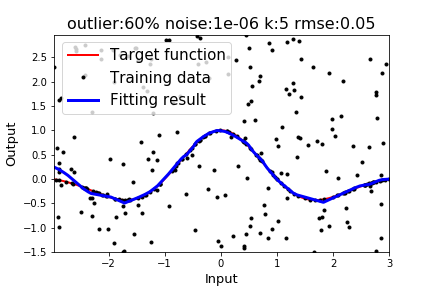 outlier:60% noise:1e-06 k:5 rmse:0.05
Target function
Training data
Fitting result
Output
2.5
2.0
1.5
1.0
0.5
0.0
−0.5
−1.0
−1.5
−2 −1 0 1 2 3
Input